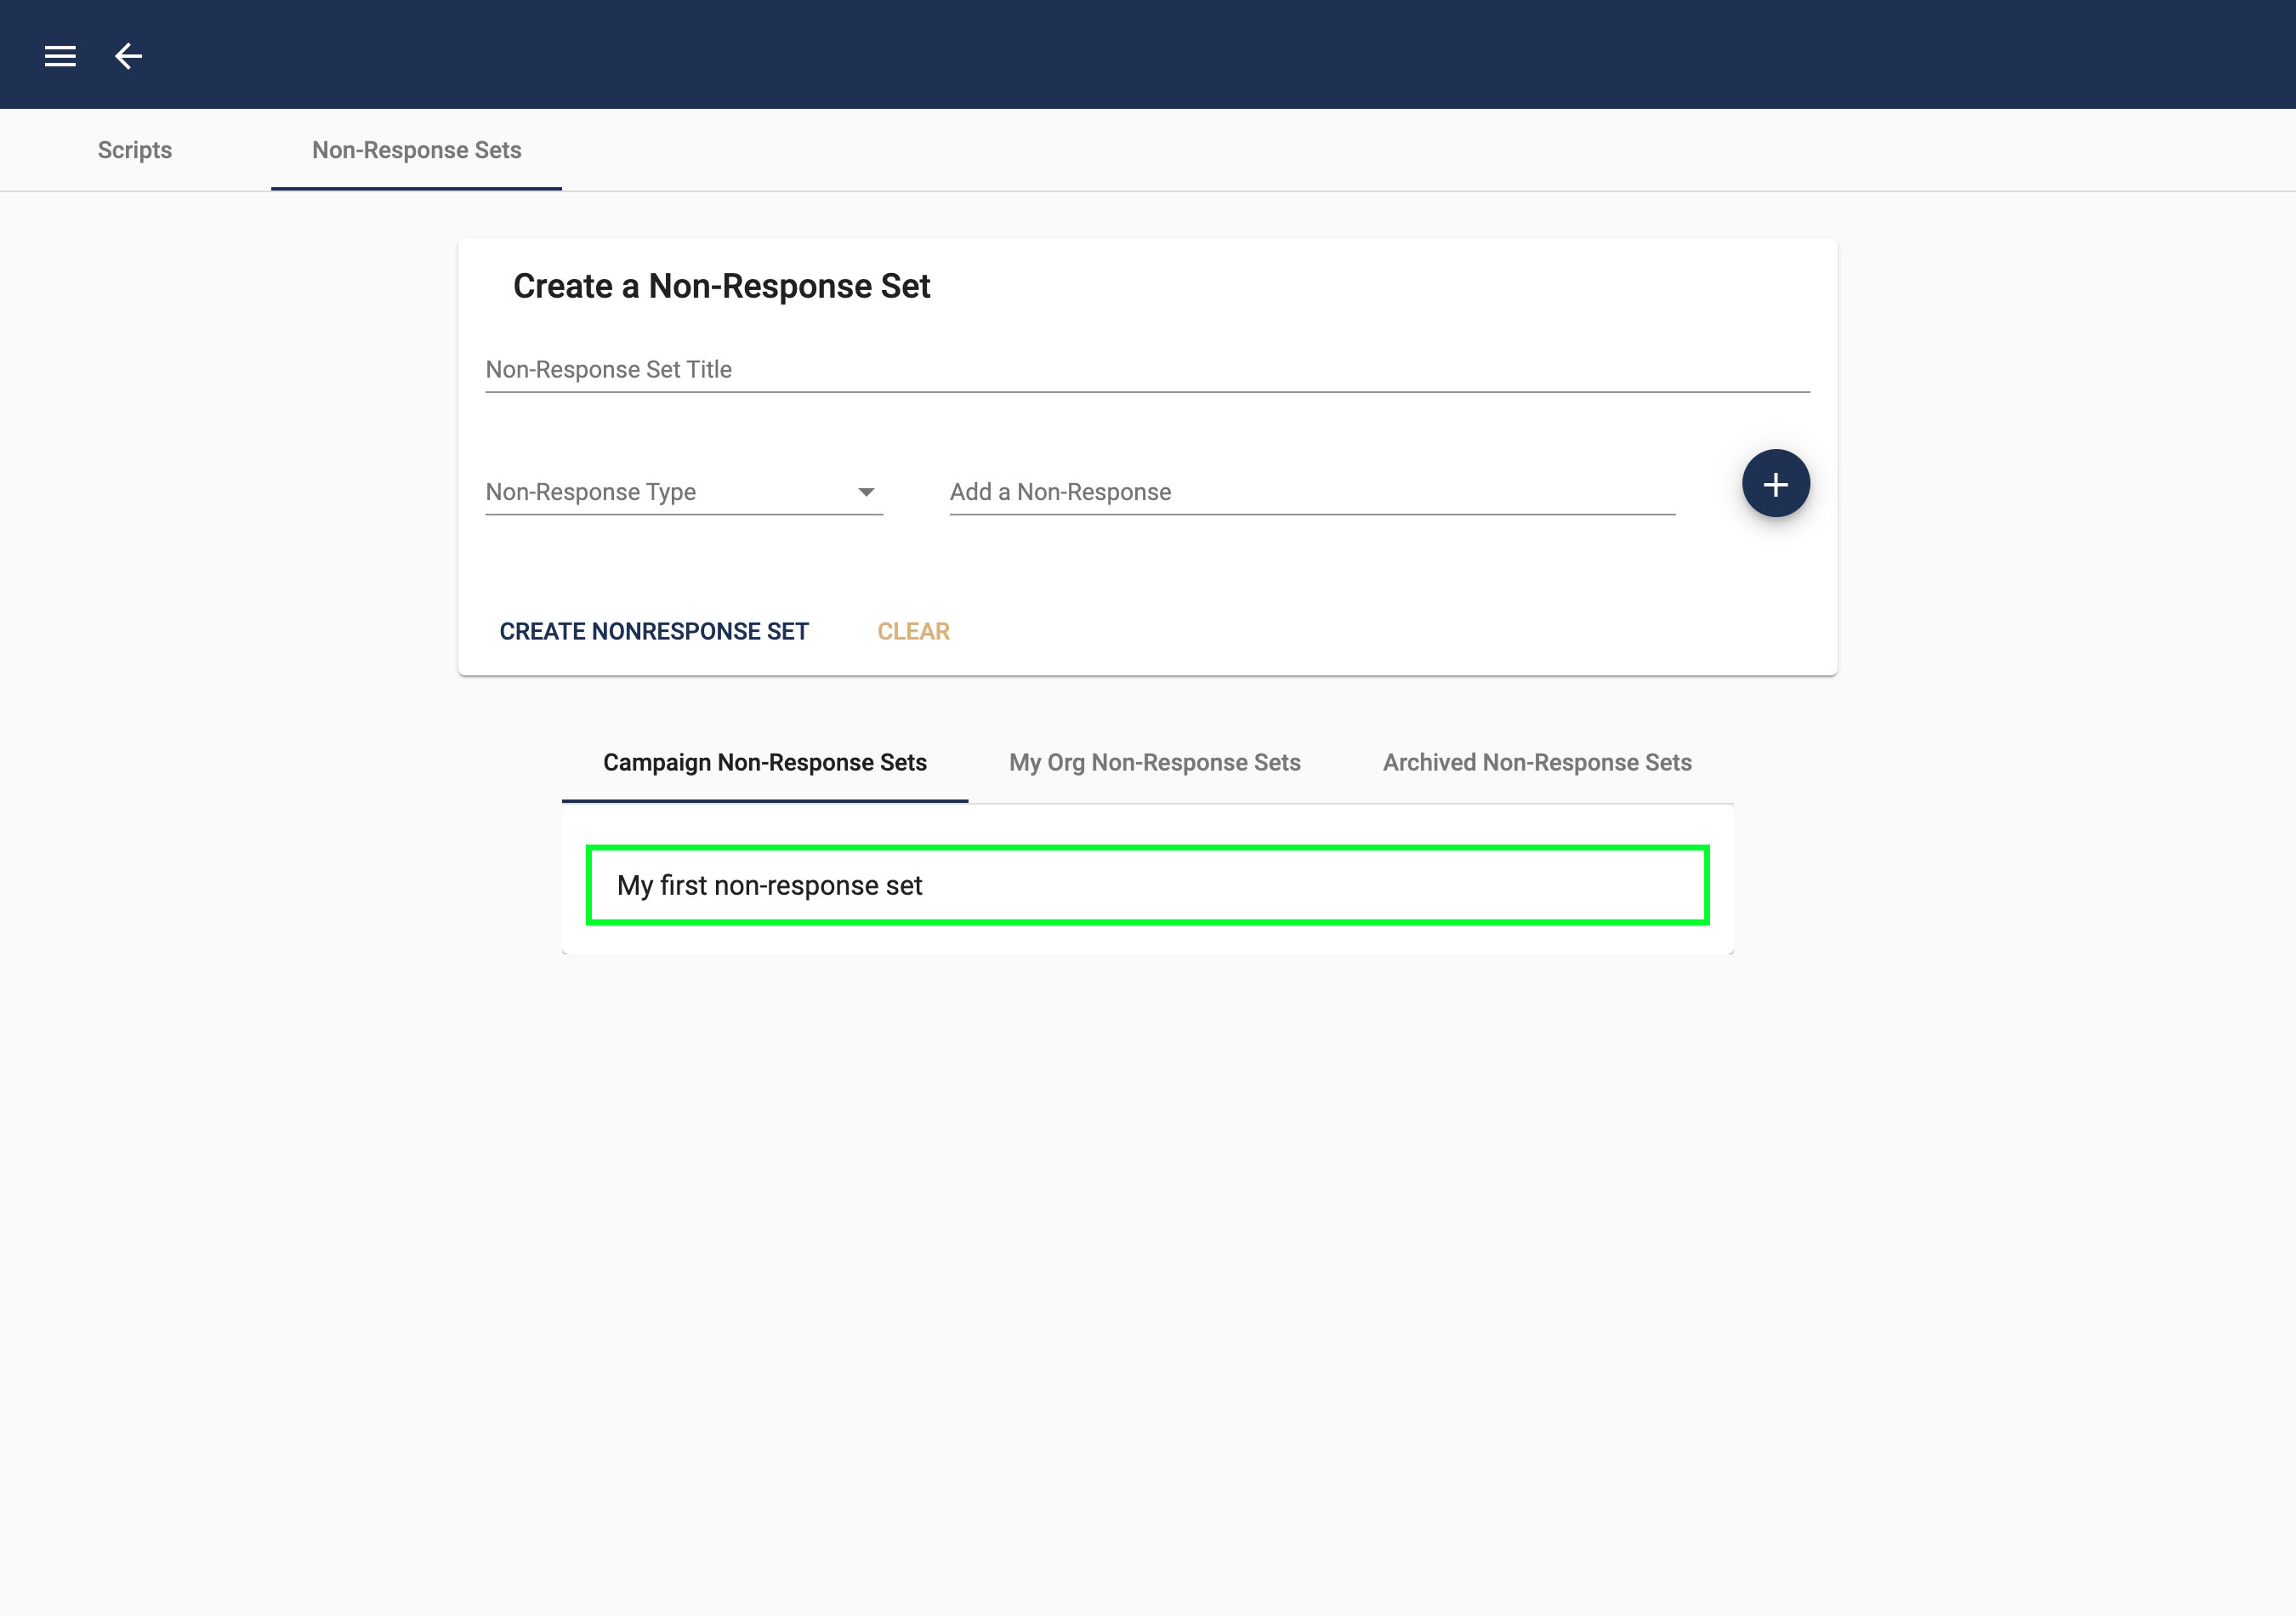 Scripts Non-Response Sets
Create a Non-Response Set
Non-Response Set Title
Non-Response Type Add a Non-Response
CREATE NONRESPONSE SET CLEAR
Campaign Non-Response Sets My Org Non-Response Sets Archived Non-Response Sets
My first non-response set